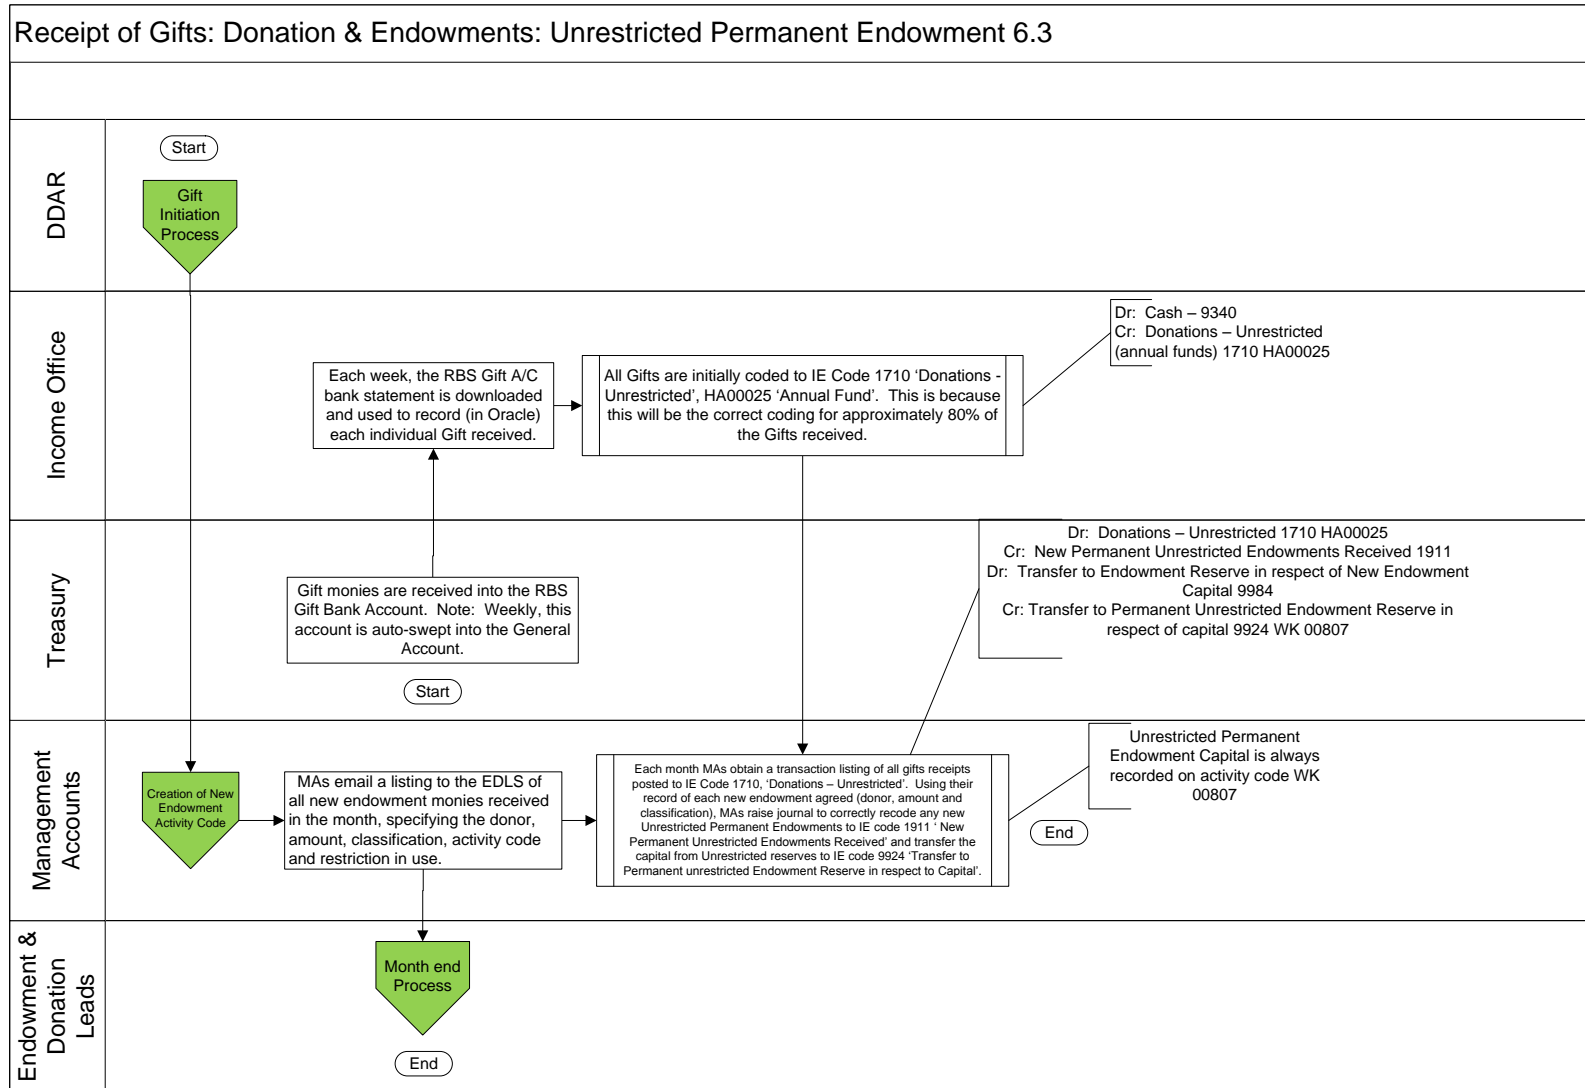 Receipt of Gifts: Donation & Endowments: Unrestricted Permanent Endowment 6.3
DDAR
Start
Gift
Initiation
Process
Income Office
Each week, the RBS Gift A/C
bank statement is downloaded
and used to record (in Oracle)
each individual Gift received.
All Gifts are initially coded to IE Code 1710 ‘Donations -
Unrestricted’, HA00025 ‘Annual Fund’.  This is because
this will be the correct coding for approximately 80% of
the Gifts received.
Dr:  Cash – 9340
Cr:  Donations – Unrestricted
(annual funds) 1710 HA00025
Treasury
Gift monies are received into the RBS
Gift Bank Account.  Note:  Weekly, this
account is auto-swept into the General
Account.
Start
Dr:  Donations – Unrestricted 1710 HA00025
Cr:  New Permanent Unrestricted Endowments Received 1911
Dr:  Transfer to Endowment Reserve in respect of New Endowment
Capital 9984
Cr: Transfer to Permanent Unrestricted Endowment Reserve in
respect of capital 9924 WK 00807
Management
Accounts
Creation of New
Endowment
Activity Code
MAs email a listing to the EDLS of
all new endowment monies received
in the month, specifying the donor,
amount, classification, activity code
and restriction in use.
Each month MAs obtain a transaction listing of all gifts receipts
posted to IE Code 1710, ‘Donations – Unrestricted’. Using their
record of each new endowment agreed (donor, amount and
classification), MAs raise journal to correctly recode any new
Unrestricted Permanent Endowments to IE code 1911 ‘ New
Permanent Unrestricted Endowments Received’ and transfer the
capital from Unrestricted reserves to IE code 9924 ‘Transfer to
Permanent unrestricted Endowment Reserve in respect to Capital’.
Unrestricted Permanent
Endowment Capital is always
recorded on activity code WK
00807
End
Endowment &
Donation
Leads
Month end
Process
End